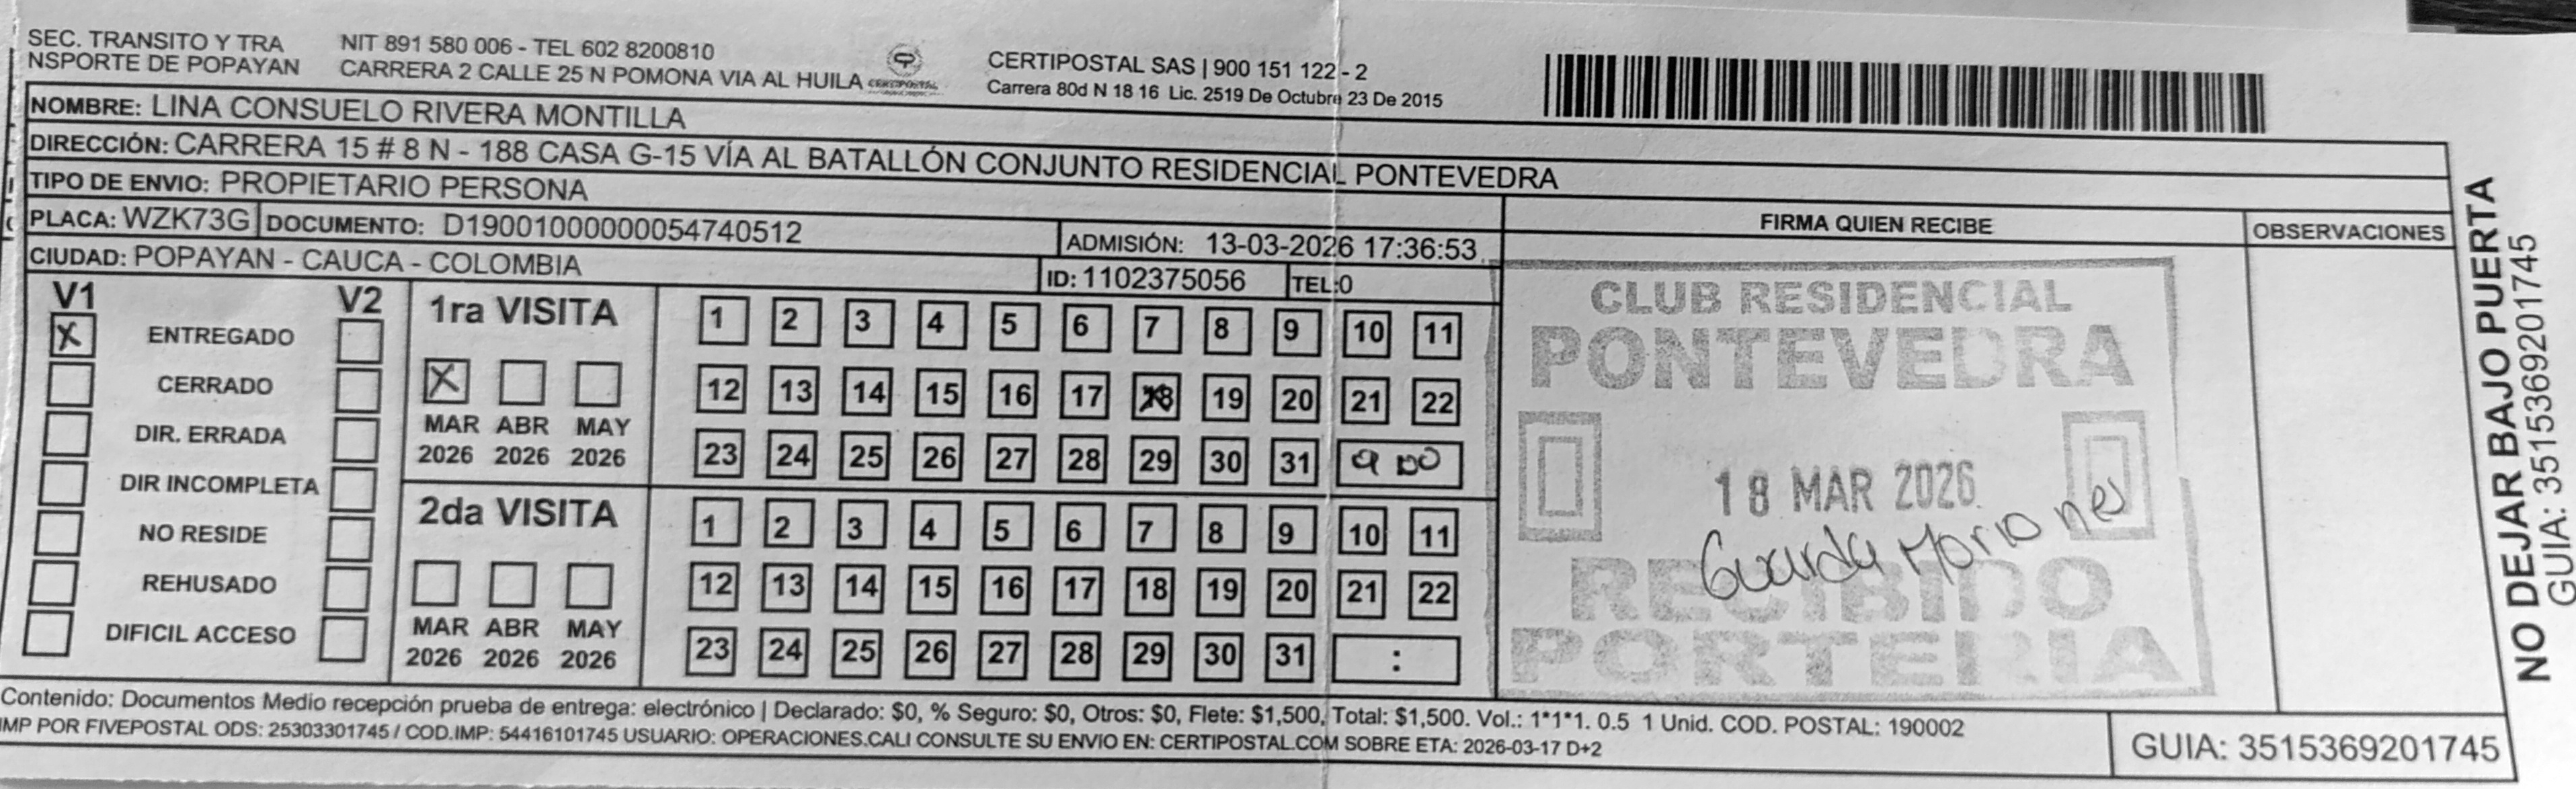 SEC. TRANSITO Y TRA
NSPORTE DE POPAYAN
NIT 891 580 006 - TEL 602 8200810
CARRERA 2 CALLE 25 N POMONA VIA AL HUILA
CERTIPOSTAL
CERTIPOSTAL SAS | 900 151 122 - 2
Carrera 80d N 18 16 Lic. 2519 De Octubre 23 De 2015
NOMBRE: LINA CONSUELO RIVERA MONTILLA
DIRECCIÓN: CARRERA 15 # 8 N - 188 CASA G-15 VÍA AL BATALLÓN CONJUNTO RESIDENCIAL PONTEVEDRA
TIPO DE ENVIO: PROPIETARIO PERSONA
PLACA: WZK73G DOCUMENTO: D19001000000054740512
ADMISIÓN: 13-03-2026 17:36:53
CIUDAD: POPAYAN - CAUCA - COLOMBIA
ID: 1102375056 TEL:0
FIRMA QUIEN RECIBE
OBSERVACIONES
V1 V2
X ENTREGADO
CERRADO
DIR. ERRADA
DIR INCOMPLETA
NO RESIDE
REHUSADO
DIFICIL ACCESO
1ra VISITA
X
MAR ABR MAY
2026 2026 2026
1 2 3 4 5 6 7 8 9 10 11
12 13 14 15 16 17 18 19 20 21 22
23 24 25 26 27 28 29 30 31 9 00
2da VISITA
MAR ABR MAY
2026 2026 2026
1 2 3 4 5 6 7 8 9 10 11
12 13 14 15 16 17 18 19 20 21 22
23 24 25 26 27 28 29 30 31 :
CLUB RESIDENCIAL
PONTEVEDRA
18 MAR 2026
Guarda Moriones
RECIBIDO
PORTERIA
NO DEJAR BAJO PUERTA
GUIA: 3515369201745
Contenido: Documentos Medio recepción prueba de entrega: electrónico | Declarado: $0, % Seguro: $0, Otros: $0, Flete: $1,500, Total: $1,500. Vol.: 1*1*1. 0.5 1 Unid. COD. POSTAL: 190002
IMP POR FIVEPOSTAL ODS: 25303301745 / COD.IMP: 54416101745 USUARIO: OPERACIONES.CALI CONSULTE SU ENVIO EN: CERTIPOSTAL.COM SOBRE ETA: 2026-03-17 D+2
GUIA: 3515369201745